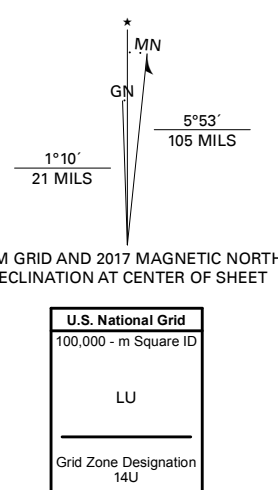 ★
MN
GN
5°53´
105 MILS
1°10´
21 MILS
M GRID AND 2017 MAGNETIC NORTH
ECLINATION AT CENTER OF SHEET
U.S. National Grid
100,000 - m Square ID
LU
Grid Zone Designation
14U